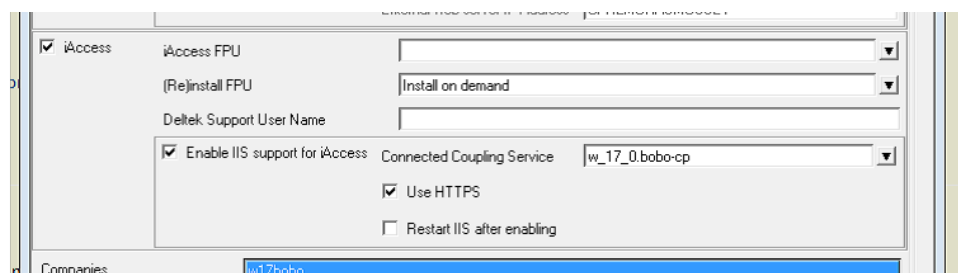 iAccess
iAccess FPU
(Re)install FPU
Install on demand
Deltek Support User Name
Enable IIS support for iAccess
Connected Coupling Service
w_17_0.bobo-cp
Use HTTPS
Restart IIS after enabling
Companies
w17bobo